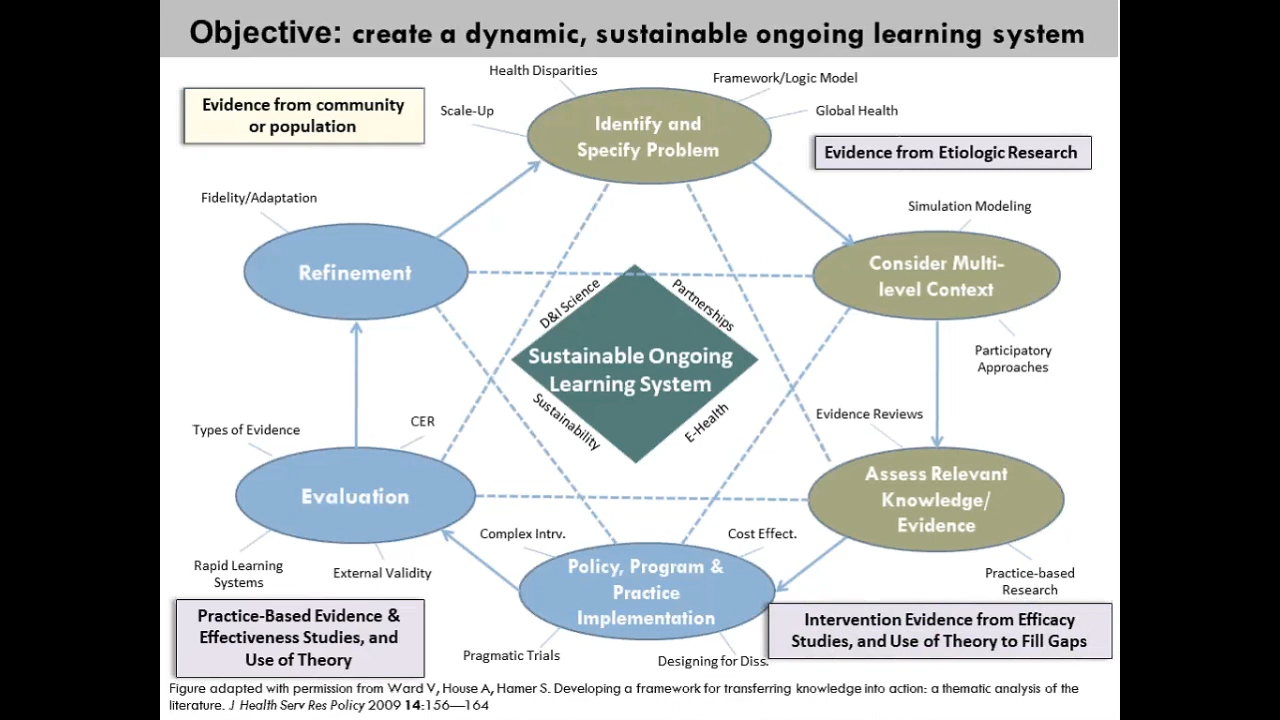 Objective: create a dynamic, sustainable ongoing learning system
Health Disparities
Framework/Logic Model
Evidence from community
or population
Scale-Up
Global Health
Identify and
Specify Problem
Evidence from Etiologic Research
Fidelity/Adaptation
Simulation Modeling
Refinement
Consider Multi-
level Context
D&I Science
Partnerships
Sustainable Ongoing
Learning System
Sustainability
E-Health
Participatory
Approaches
Types of Evidence
CER
Evidence Reviews
Evaluation
Assess Relevant
Knowledge/
Evidence
Complex Intrv.
Cost Effect.
Rapid Learning
Systems
External Validity
Policy, Program &
Practice
Implementation
Practice-based
Research
Practice-Based Evidence &
Effectiveness Studies, and
Use of Theory
Intervention Evidence from Efficacy
Studies, and Use of Theory to Fill Gaps
Pragmatic Trials
Designing for Diss.
Figure adapted with permission from Ward V, House A, Hamer S. Developing a framework for transferring knowledge into action: a thematic analysis of the
literature. J Health Serv Res Policy 2009 14:156—164